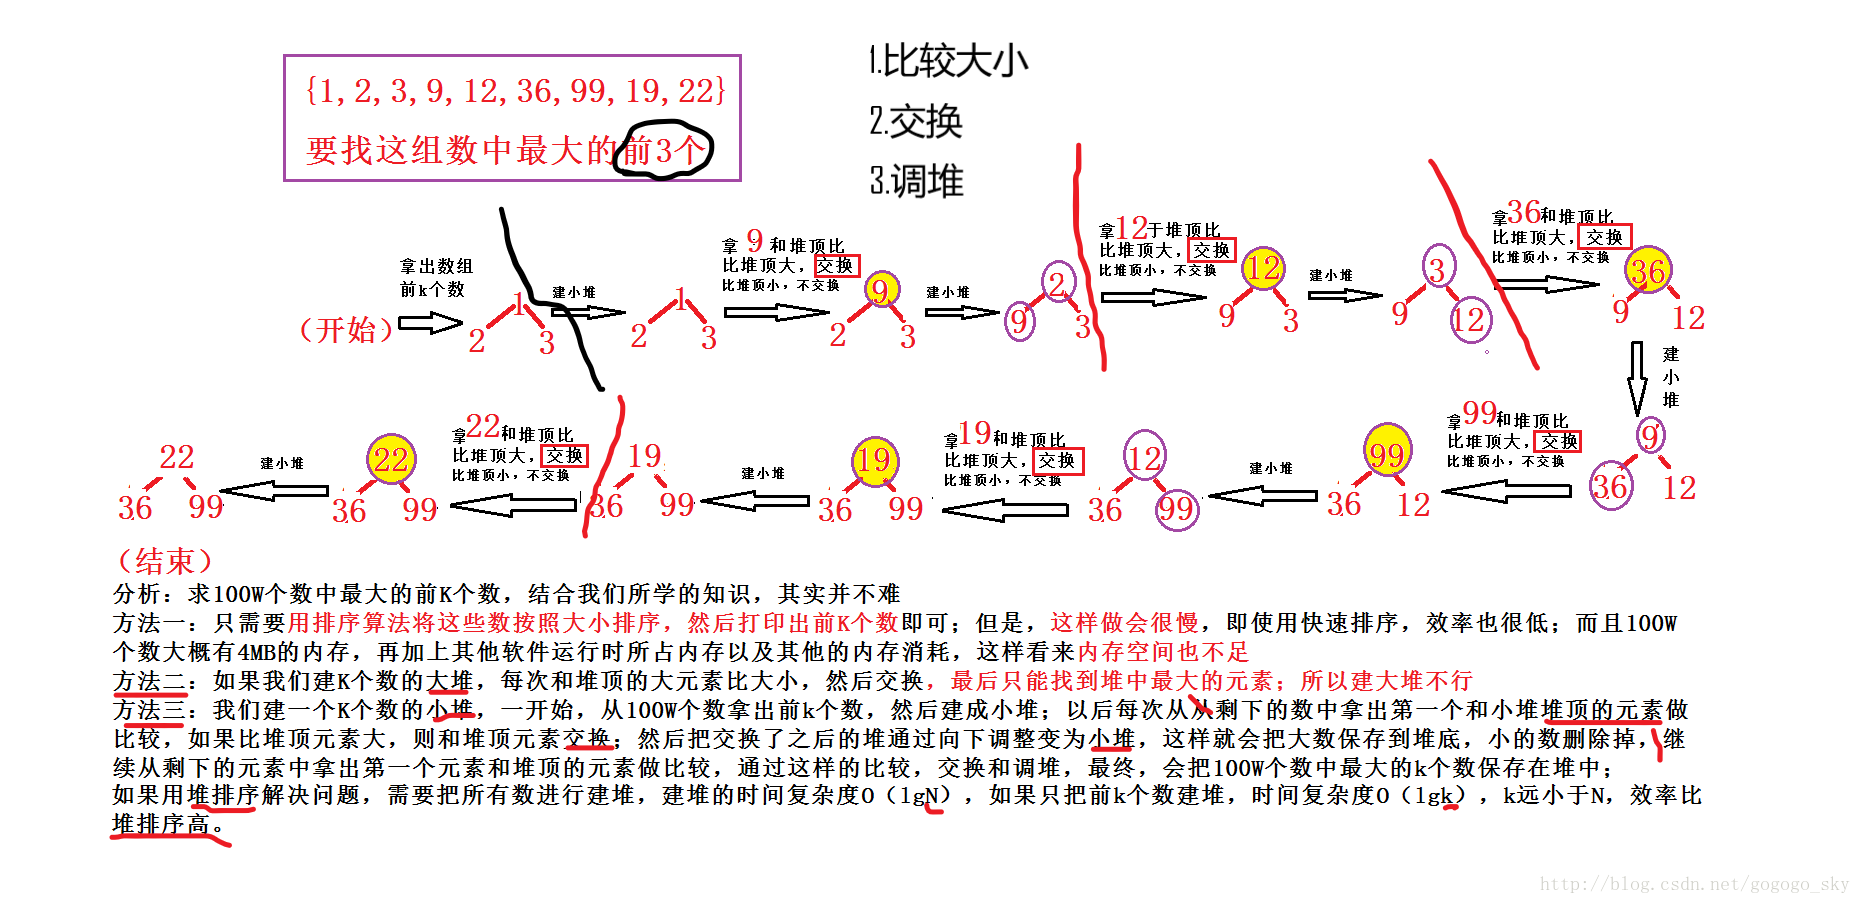 {1,2,3,9,12,36,99,19,22}
要找这组数中最大的前3个
1.比较大小
2.交换
3.调堆
(开始)
拿出数组
前k个数
1
2 3
建小堆
1
2 3
拿 9 和堆顶比
比堆顶大，交换
比堆顶小，不交换
9
2 3
建小堆
2
9 3
拿12于堆顶比
比堆顶大，交换
比堆顶小，不交换
12
9 3
建小堆
3
9 12
拿36和堆顶比
比堆顶大，交换
比堆顶小，不交换
36
9 12
建
小
堆
9
36 12
拿99和堆顶比
比堆顶大，交换
比堆顶小，不交换
99
36 12
建小堆
12
36 99
拿19和堆顶比
比堆顶大，交换
比堆顶小，不交换
19
36 99
建小堆
19
36 99
拿22和堆顶比
比堆顶大，交换
比堆顶小，不交换
22
36 99
建小堆
22
36 99
(结束)
分析：求100W个数中最大的前K个数，结合我们所学的知识，其实并不难
方法一：只需要用排序算法将这些数按照大小排序，然后打印出前K个数即可；但是，这样做会很慢，即使用快速排序，效率也很低；而且100W
个数大概有4MB的内存，再加上其他软件运行时所占内存以及其他的内存消耗，这样看来内存空间也不足
方法二：如果我们建K个数的大堆，每次和堆顶的大元素比大小，然后交换，最后只能找到堆中最大的元素；所以建大堆不行
方法三：我们建一个K个数的小堆，一开始，从100W个数拿出前k个数，然后建成小堆；以后每次从从剩下的数中拿出第一个和小堆堆顶的元素做
比较，如果比堆顶元素大，则和堆顶元素交换；然后把交换了之后的堆通过向下调整变为小堆，这样就会把大数保存到堆底，小的数删除掉，继
续从剩下的元素中拿出第一个元素和堆顶的元素做比较，通过这样的比较，交换和调堆，最终，会把100W个数中最大的k个数保存在堆中；
如果用堆排序解决问题，需要把所有数进行建堆，建堆的时间复杂度O（lgN），如果只把前k个数建堆，时间复杂度O（lgk），k远小于N，效率比
堆排序高。
http://blog.csdn.net/gogogo_sky